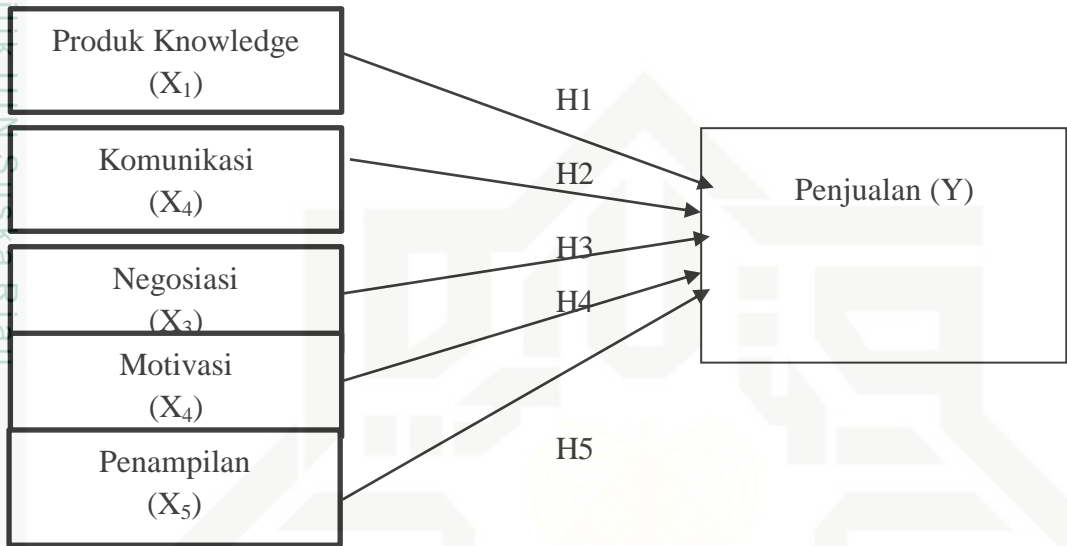 Produk Knowledge
(X₁)
H1
Komunikasi
(X₄)
H2
Penjualan (Y)
Negosiasi
(X₃)
H3
Motivasi
(X₄)
H4
Penampilan
(X₅)
H5